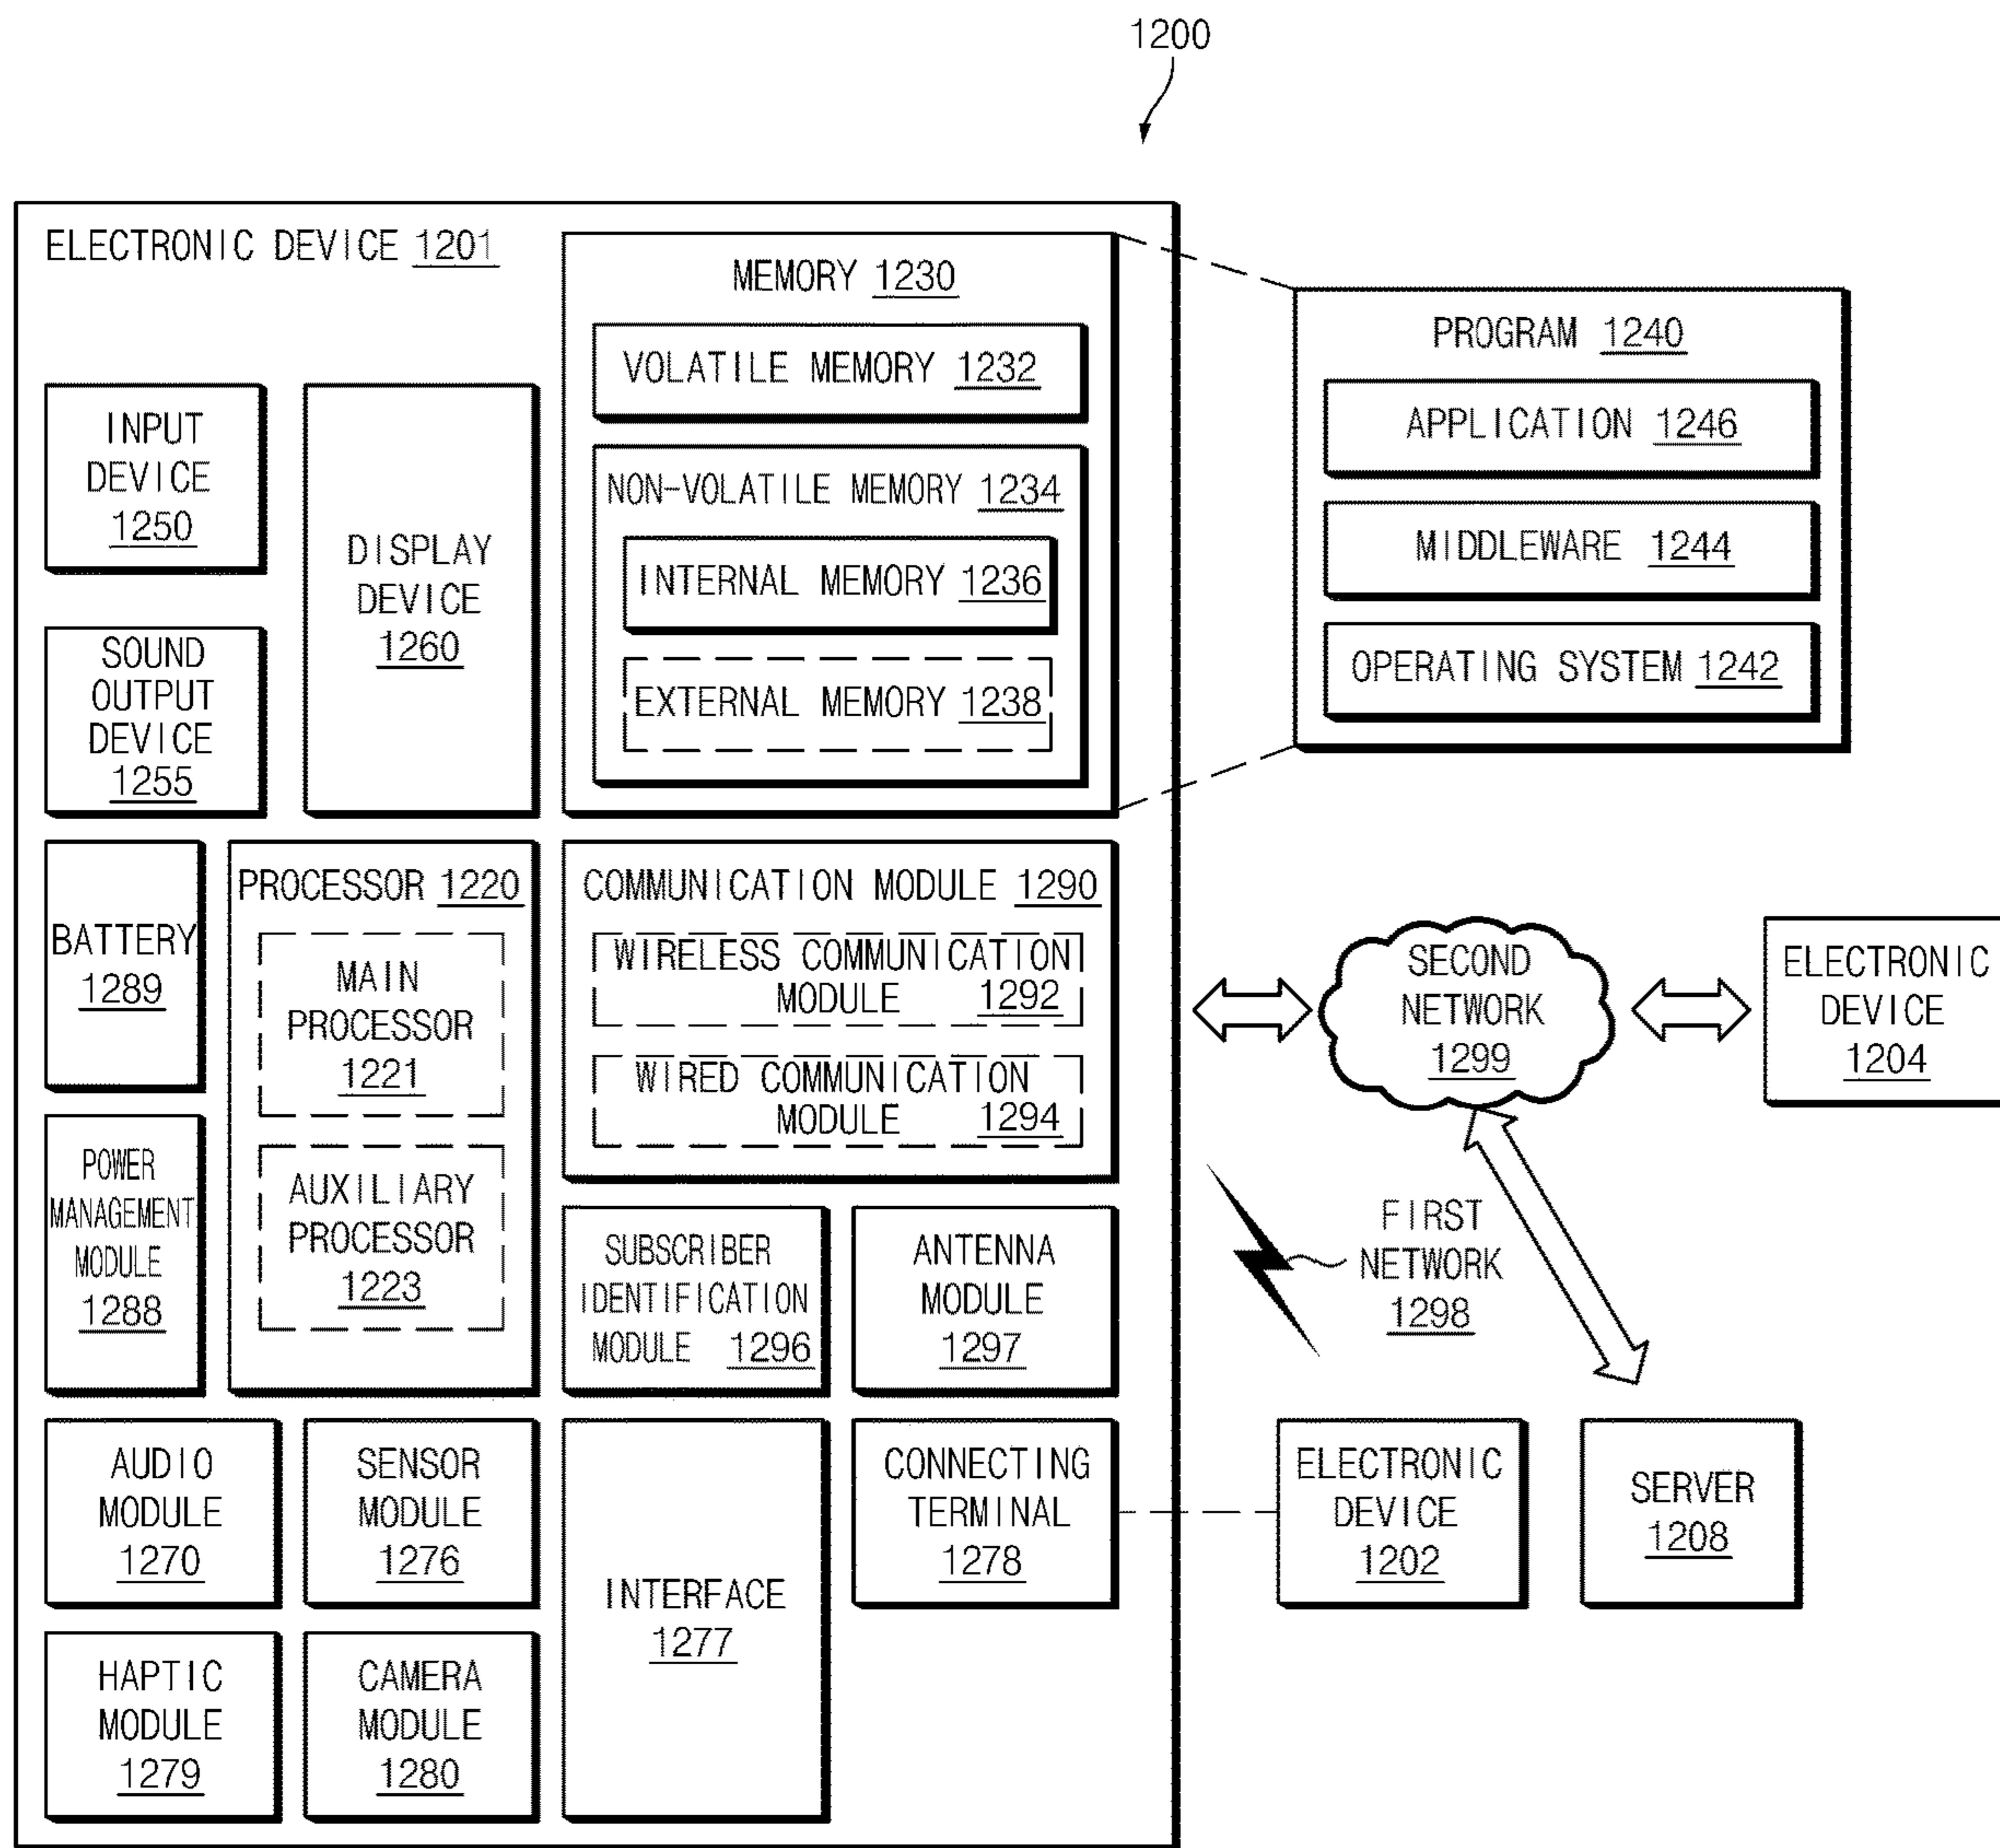 1200
ELECTRONIC DEVICE 1201
MEMORY 1230
VOLATILE MEMORY 1232
NON-VOLATILE MEMORY 1234
INTERNAL MEMORY 1236
EXTERNAL MEMORY 1238
PROGRAM 1240
APPLICATION 1246
MIDDLEWARE 1244
OPERATING SYSTEM 1242
INPUT
DEVICE
1250
SOUND
OUTPUT
DEVICE
1255
DISPLAY
DEVICE
1260
BATTERY
1289
POWER
MANAGEMENT
MODULE
1288
PROCESSOR 1220
MAIN
PROCESSOR
1221
AUXILIARY
PROCESSOR
1223
COMMUNICATION MODULE 1290
WIRELESS COMMUNICATION
MODULE 1292
WIRED COMMUNICATION
MODULE 1294
SUBSCRIBER
IDENTIFICATION
MODULE 1296
ANTENNA
MODULE
1297
SECOND
NETWORK
1299
ELECTRONIC
DEVICE
1204
FIRST
NETWORK
1298
AUDIO
MODULE
1270
SENSOR
MODULE
1276
INTERFACE
1277
CONNECTING
TERMINAL
1278
ELECTRONIC
DEVICE
1202
SERVER
1208
HAPTIC
MODULE
1279
CAMERA
MODULE
1280